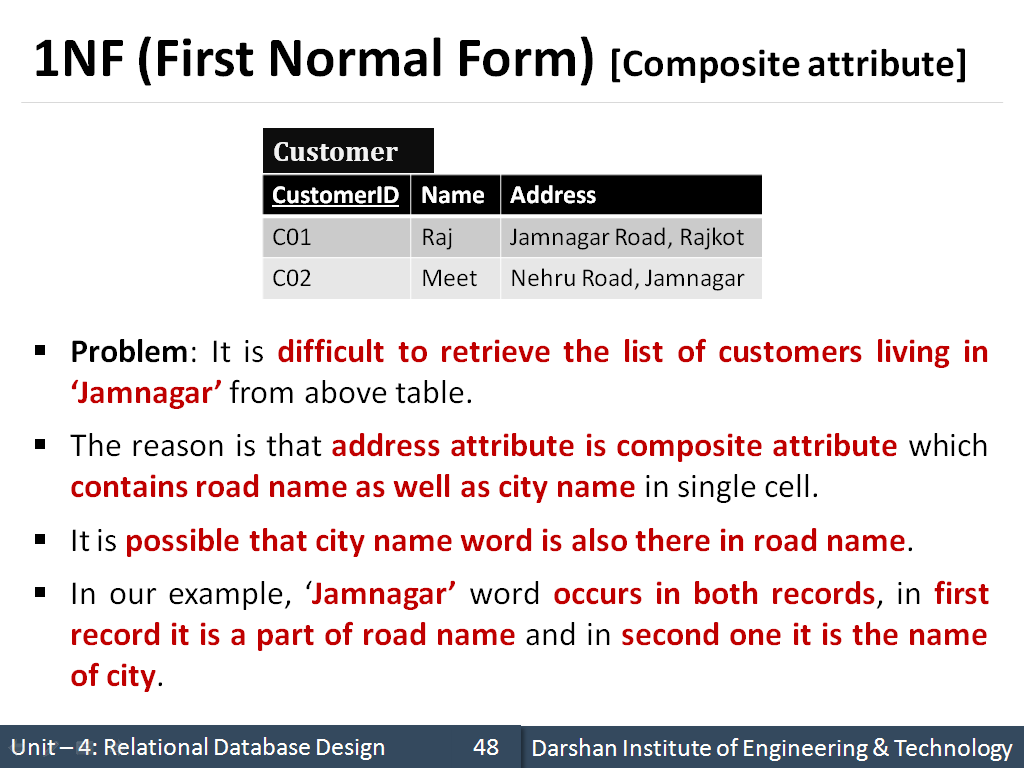 1NF (First Normal Form) [Composite attribute]
Customer
CustomerID Name Address
C01 Raj Jamnagar Road, Rajkot
C02 Meet Nehru Road, Jamnagar
▪ Problem: It is difficult to retrieve the list of customers living in
‘Jamnagar’ from above table.
▪ The reason is that address attribute is composite attribute which
contains road name as well as city name in single cell.
▪ It is possible that city name word is also there in road name.
▪ In our example, ‘Jamnagar’ word occurs in both records, in first
record it is a part of road name and in second one it is the name
of city.
Unit – 4: Relational Database Design 48 Darshan Institute of Engineering & Technology